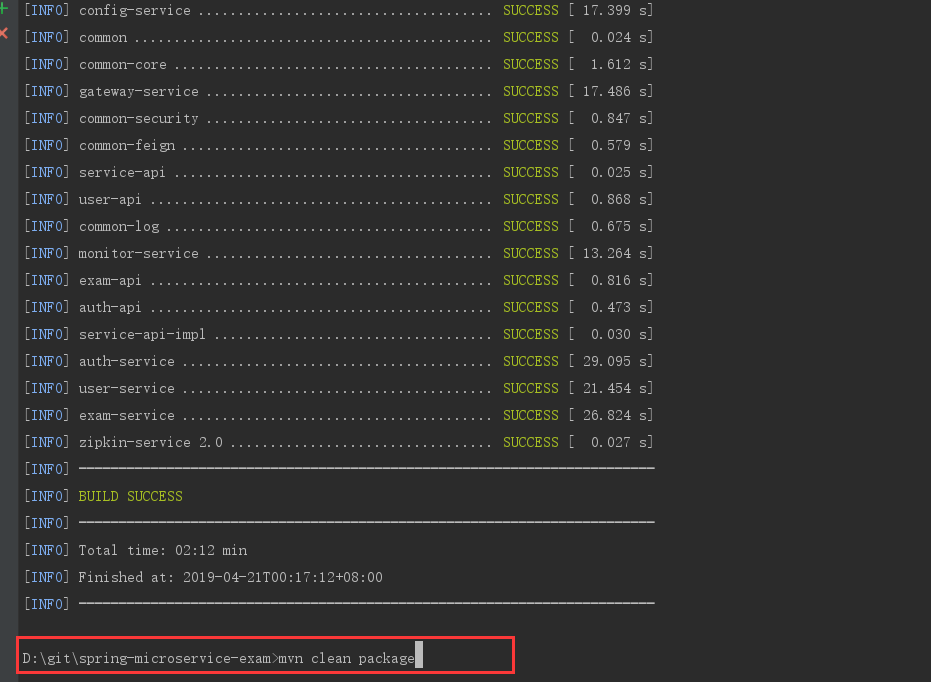 [INFO] config-service ..................................... SUCCESS [ 17.399 s]
[INFO] common ............................................. SUCCESS [  0.024 s]
[INFO] common-core ........................................ SUCCESS [  1.612 s]
[INFO] gateway-service .................................... SUCCESS [ 17.486 s]
[INFO] common-security .................................... SUCCESS [  0.847 s]
[INFO] common-feign ....................................... SUCCESS [  0.579 s]
[INFO] service-api ........................................ SUCCESS [  0.025 s]
[INFO] user-api ........................................... SUCCESS [  0.868 s]
[INFO] common-log ......................................... SUCCESS [  0.675 s]
[INFO] monitor-service .................................... SUCCESS [ 13.264 s]
[INFO] exam-api ........................................... SUCCESS [  0.816 s]
[INFO] auth-api ........................................... SUCCESS [  0.473 s]
[INFO] service-api-impl ................................... SUCCESS [  0.030 s]
[INFO] auth-service ....................................... SUCCESS [ 29.095 s]
[INFO] user-service ....................................... SUCCESS [ 21.454 s]
[INFO] exam-service ....................................... SUCCESS [ 26.824 s]
[INFO] zipkin-service 2.0 ................................. SUCCESS [  0.027 s]
[INFO] ------------------------------------------------------------------------
[INFO] BUILD SUCCESS
[INFO] ------------------------------------------------------------------------
[INFO] Total time: 02:12 min
[INFO] Finished at: 2019-04-21T00:17:12+08:00
[INFO] ------------------------------------------------------------------------
D:\git\spring-microservice-exam>mvn clean package